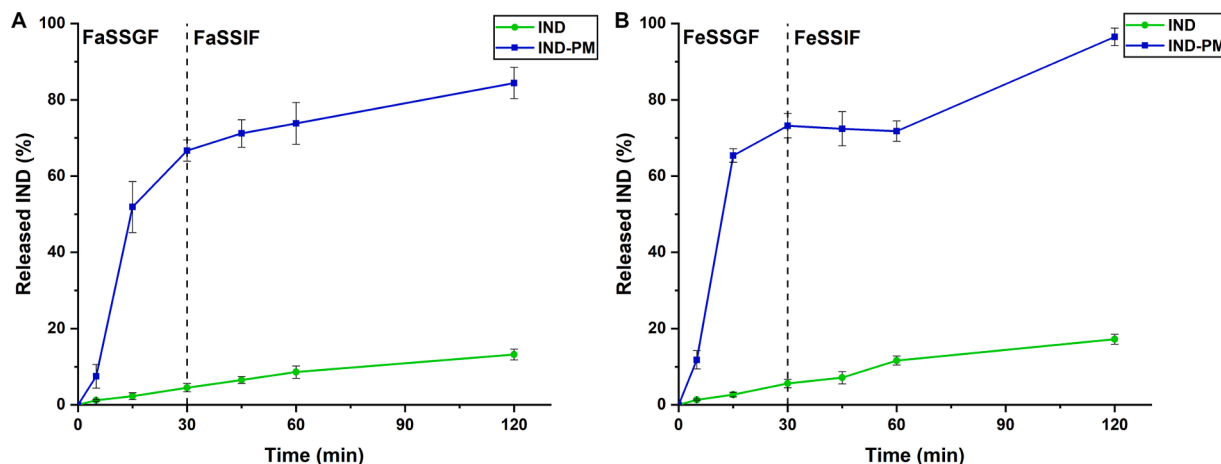 A
FaSSGF
FaSSIF
IND
IND-PM
Released IND (%)
100
80
60
40
20
0
0
30
60
90
120
Time (min)
B
FeSSGF
FeSSIF
IND
IND-PM
Released IND (%)
100
80
60
40
20
0
0
30
60
90
120
Time (min)